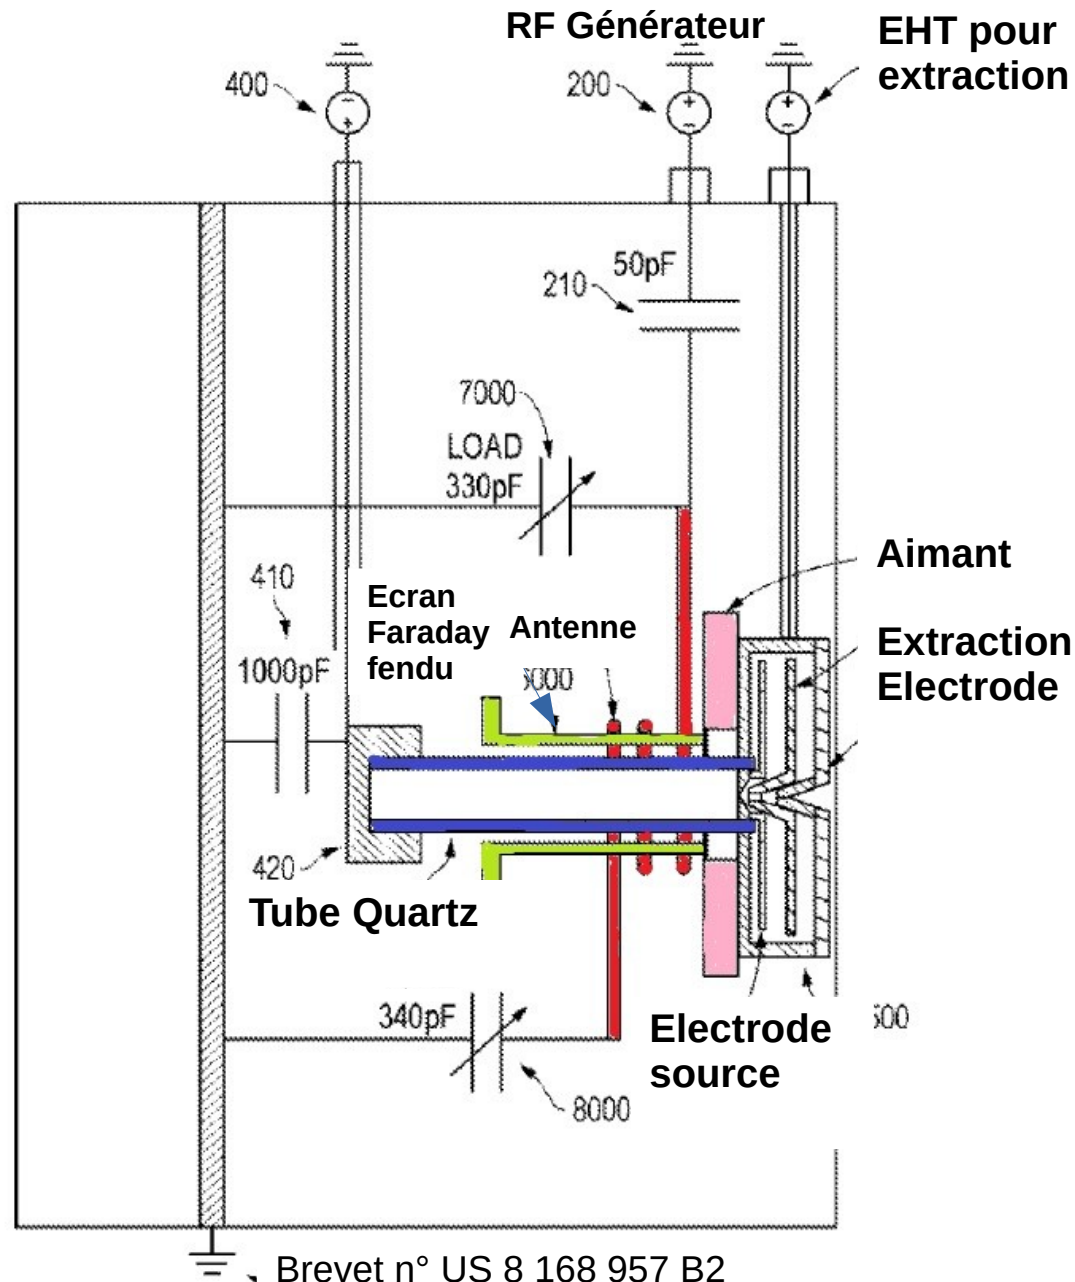 RF Générateur
EHT pour
extraction
400
200
50pF
210
7000
LOAD
330pF
Aimant
410
Ecran
Faraday
fendu
Antenne
1000pF
Extraction
Electrode
420
Tube Quartz
340pF
Electrode
source
8000
Brevet n° US 8 168 957 B2